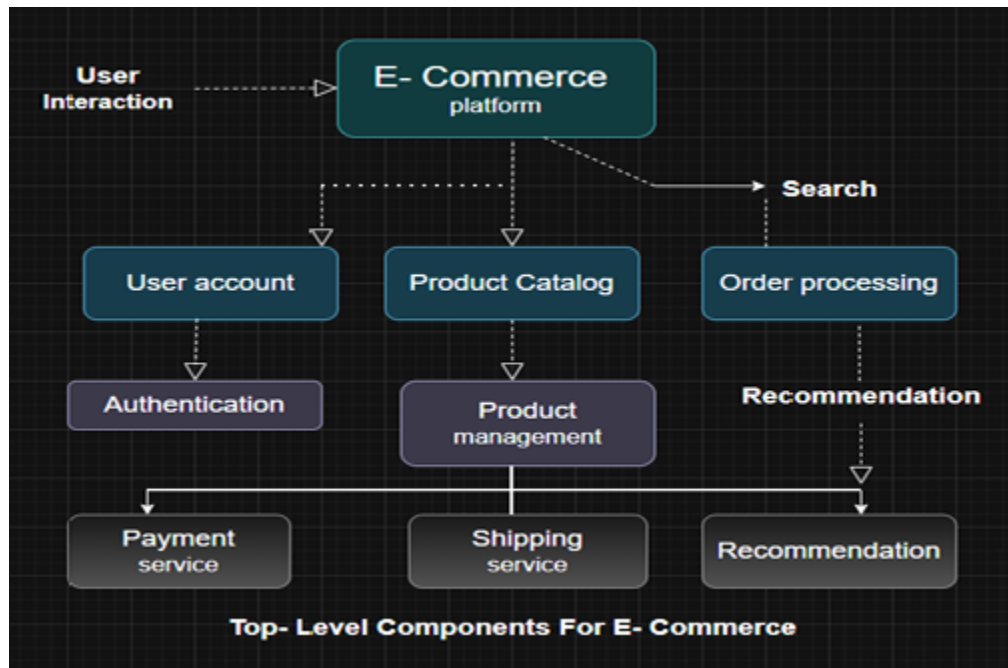 E- Commerce
platform
User
Interaction
Search
User account
Product Catalog
Order processing
Authentication
Product
management
Recommendation
Payment
service
Shipping
service
Recommendation
Top- Level Components For E- Commerce